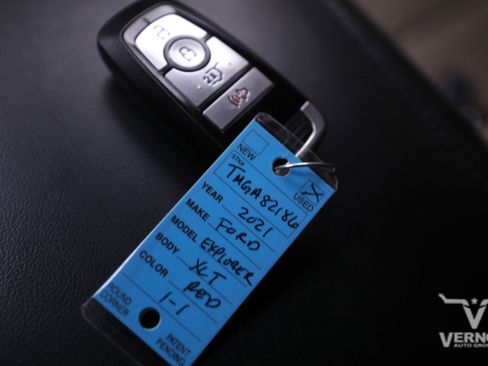 NEW
STK#
TMGA82186
USED
YEAR 2021
MAKE FORD
MODEL EXPLORER
BODY XLT
COLOR RED
1-1
ROUND CORNER
PATENT PENDING
AUTO GROUP